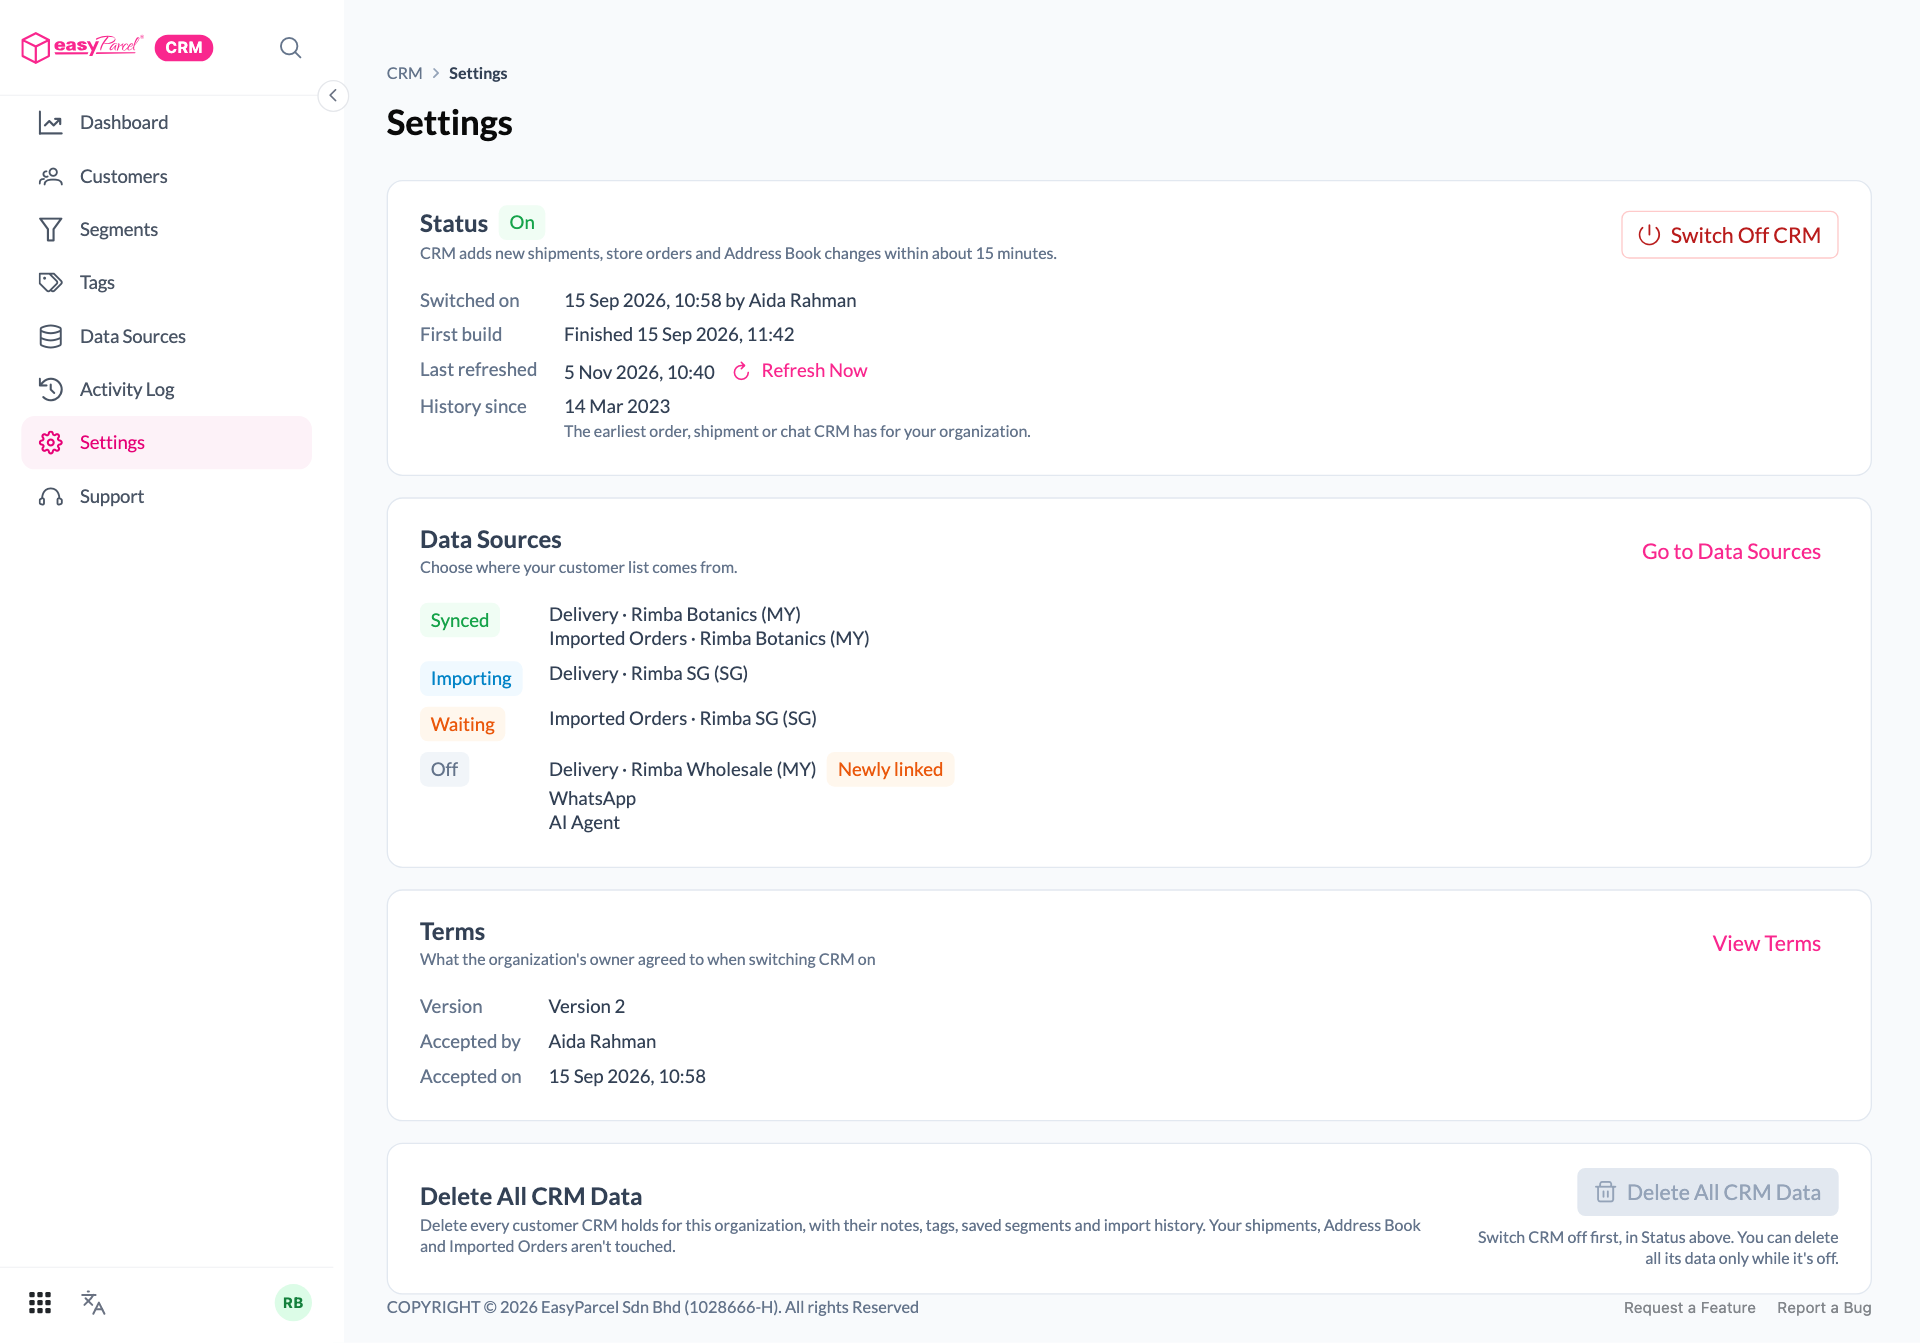 easyParcel CRM
Dashboard
Customers
Segments
Tags
Data Sources
Activity Log
Settings
Support
RB
CRM > Settings
Settings
Status On
CRM adds new shipments, store orders and Address Book changes within about 15 minutes.
Switch Off CRM
Switched on 15 Sep 2026, 10:58 by Aida Rahman
First build Finished 15 Sep 2026, 11:42
Last refreshed 5 Nov 2026, 10:40 Refresh Now
History since 14 Mar 2023
The earliest order, shipment or chat CRM has for your organization.
Data Sources
Choose where your customer list comes from.
Go to Data Sources
Synced Delivery · Rimba Botanics (MY)
Imported Orders · Rimba Botanics (MY)
Importing Delivery · Rimba SG (SG)
Waiting Imported Orders · Rimba SG (SG)
Off Delivery · Rimba Wholesale (MY) Newly linked
WhatsApp
AI Agent
Terms
What the organization's owner agreed to when switching CRM on
View Terms
Version Version 2
Accepted by Aida Rahman
Accepted on 15 Sep 2026, 10:58
Delete All CRM Data
Delete every customer CRM holds for this organization, with their notes, tags, saved segments and import history. Your shipments, Address Book
and Imported Orders aren't touched.
Delete All CRM Data
Switch CRM off first, in Status above. You can delete
all its data only while it's off.
COPYRIGHT © 2026 EasyParcel Sdn Bhd (1028666-H). All rights Reserved
Request a Feature Report a Bug